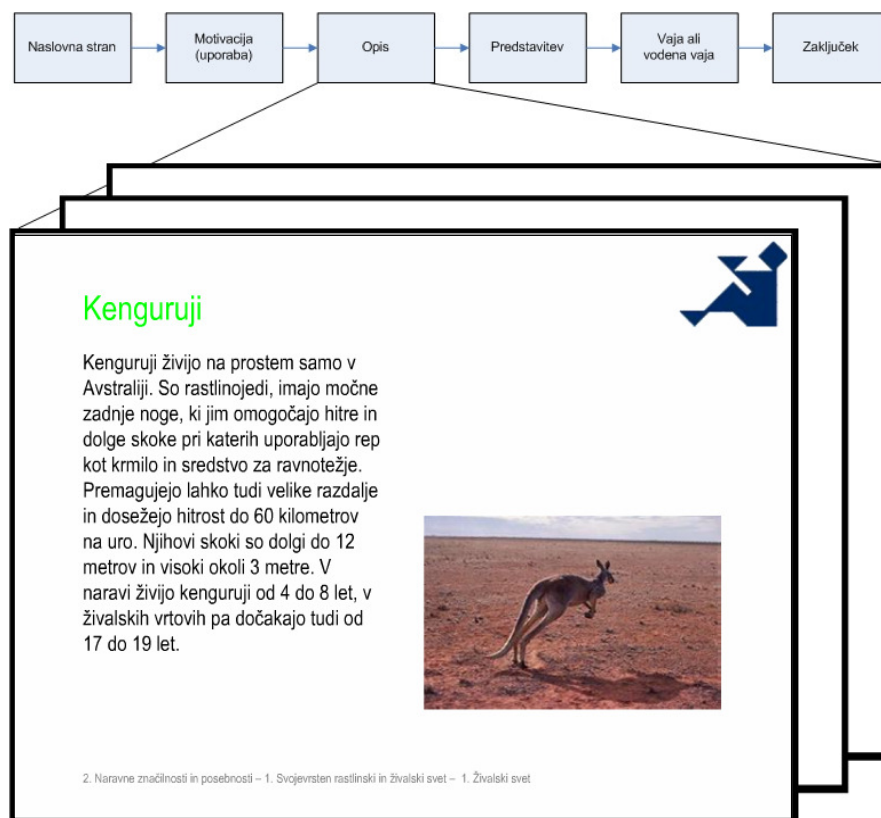 Naslovna stran
Motivacija
(uporaba)
Opis
Predstavitev
Vaja ali
vodena vaja
Zaključek
Kenguruji
Kenguruji živijo na prostem samo v
Avstraliji. So rastlinojedi, imajo močne
zadnje noge, ki jim omogočajo hitre in
dolge skoke pri katerih uporabljajo rep
kot krmilo in sredstvo za ravnotežje.
Premagujejo lahko tudi velike razdalje
in dosežejo hitrost do 60 kilometrov
na uro. Njihovi skoki so dolgi do 12
metrov in visoki okoli 3 metre. V
naravi živijo kenguruji od 4 do 8 let, v
živalskih vrtovih pa dočakajo tudi od
17 do 19 let.
2. Naravne značilnosti in posebnosti – 1. Svojevrsten rastlinski in živalski svet – 1. Živalski svet